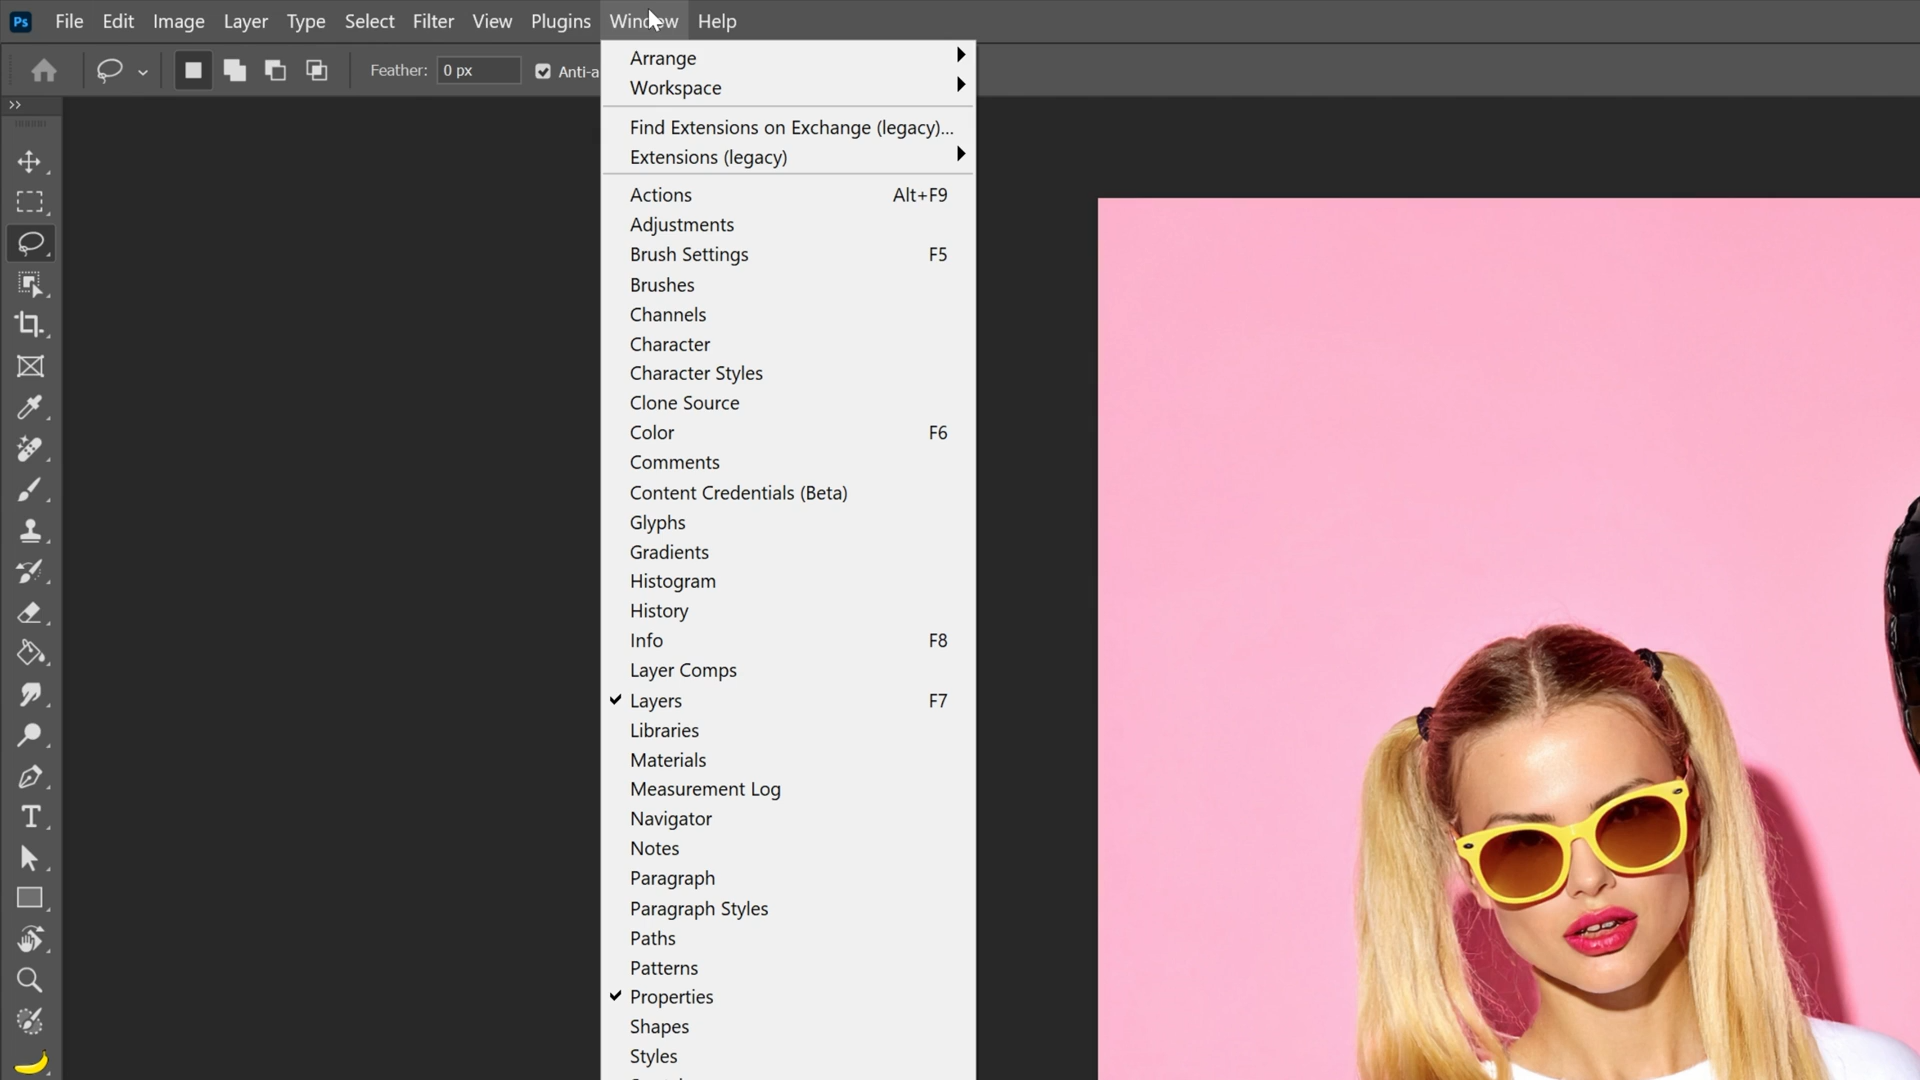 Ps File Edit Image Layer Type Select Filter View Plugins Window Help
Feather: 0 px Anti-a
Arrange
Workspace
Find Extensions on Exchange (legacy)...
Extensions (legacy)
Actions Alt+F9
Adjustments
Brush Settings F5
Brushes
Channels
Character
Character Styles
Clone Source
Color F6
Comments
Content Credentials (Beta)
Glyphs
Gradients
Histogram
History
Info F8
Layer Comps
Layers F7
Libraries
Materials
Measurement Log
Navigator
Notes
Paragraph
Paragraph Styles
Paths
Patterns
Properties
Shapes
Styles